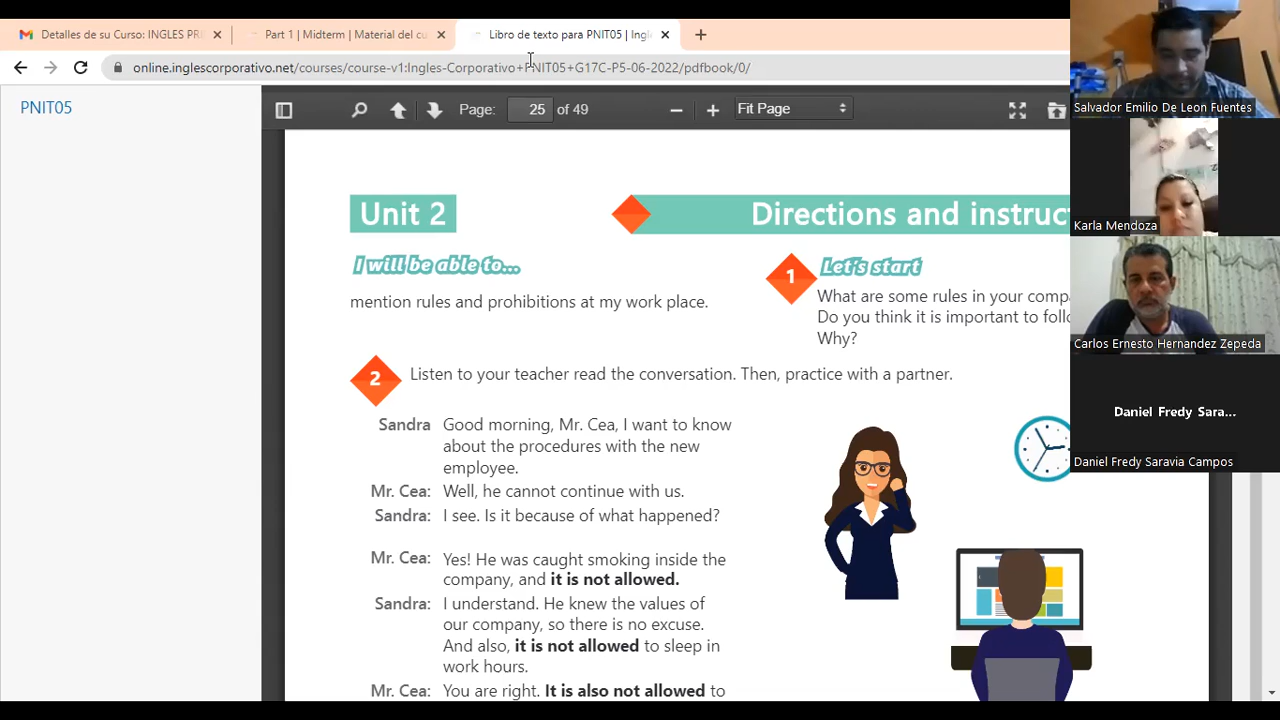 Detalles de su Curso: INGLES PR
Part 1 | Midterm | Material del cu
Libro de texto para PNIT05 | Ingl
online.inglescorporativo.net/courses/course-v1:Ingles-Corporativo+PNIT05+G17C-P5-06-2022/pdfbook/0/
PNIT05
Page: 25 of 49
Fit Page
Unit 2
Directions and instruct
I will be able to...
mention rules and prohibitions at my work place.
1
Let's start
What are some rules in your comp
Do you think it is important to follo
Why?
2
Listen to your teacher read the conversation. Then, practice with a partner.
Sandra Good morning, Mr. Cea, I want to know
about the procedures with the new
employee.
Mr. Cea: Well, he cannot continue with us.
Sandra: I see. Is it because of what happened?
Mr. Cea: Yes! He was caught smoking inside the
company, and it is not allowed.
Sandra: I understand. He knew the values of
our company, so there is no excuse.
And also, it is not allowed to sleep in
work hours.
Mr. Cea: You are right. It is also not allowed to
Salvador Emilio De Leon Fuentes
Karla Mendoza
Carlos Ernesto Hernandez Zepeda
Daniel Fredy Sara...
Daniel Fredy Saravia Campos